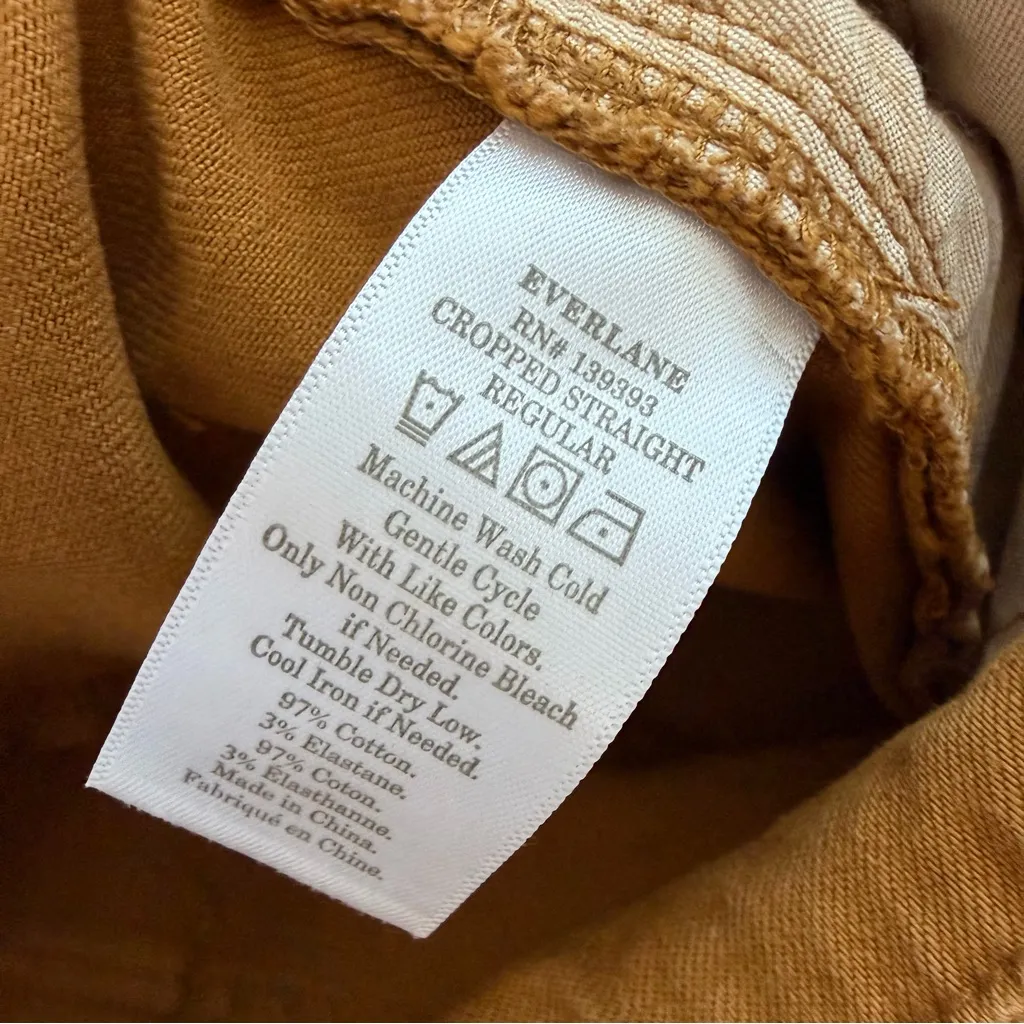 EVERLANE
RN# 139393
CROPPED STRAIGHT
REGULAR
Machine Wash Cold
Gentle Cycle
With Like Colors.
Only Non Chlorine Bleach
if Needed.
Tumble Dry Low.
Cool Iron if Needed.
97% Cotton.
3% Elastane.
97% Coton.
3% Élasthanne.
Made in China.
Fabriqué en Chine.